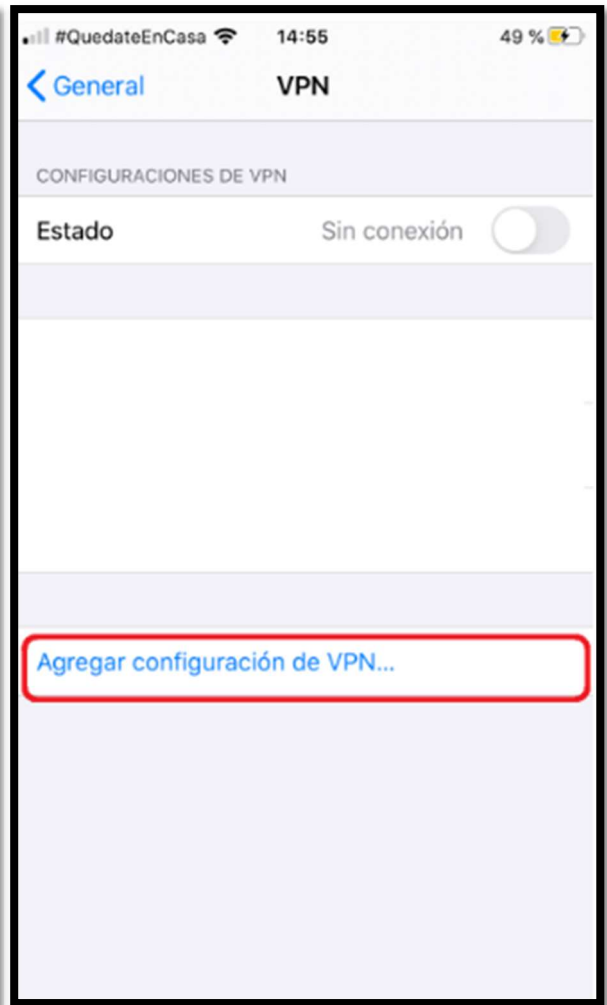 #QuedateEnCasa 14:55 49 %
General VPN
CONFIGURACIONES DE VPN
Estado Sin conexión
Agregar configuración de VPN...